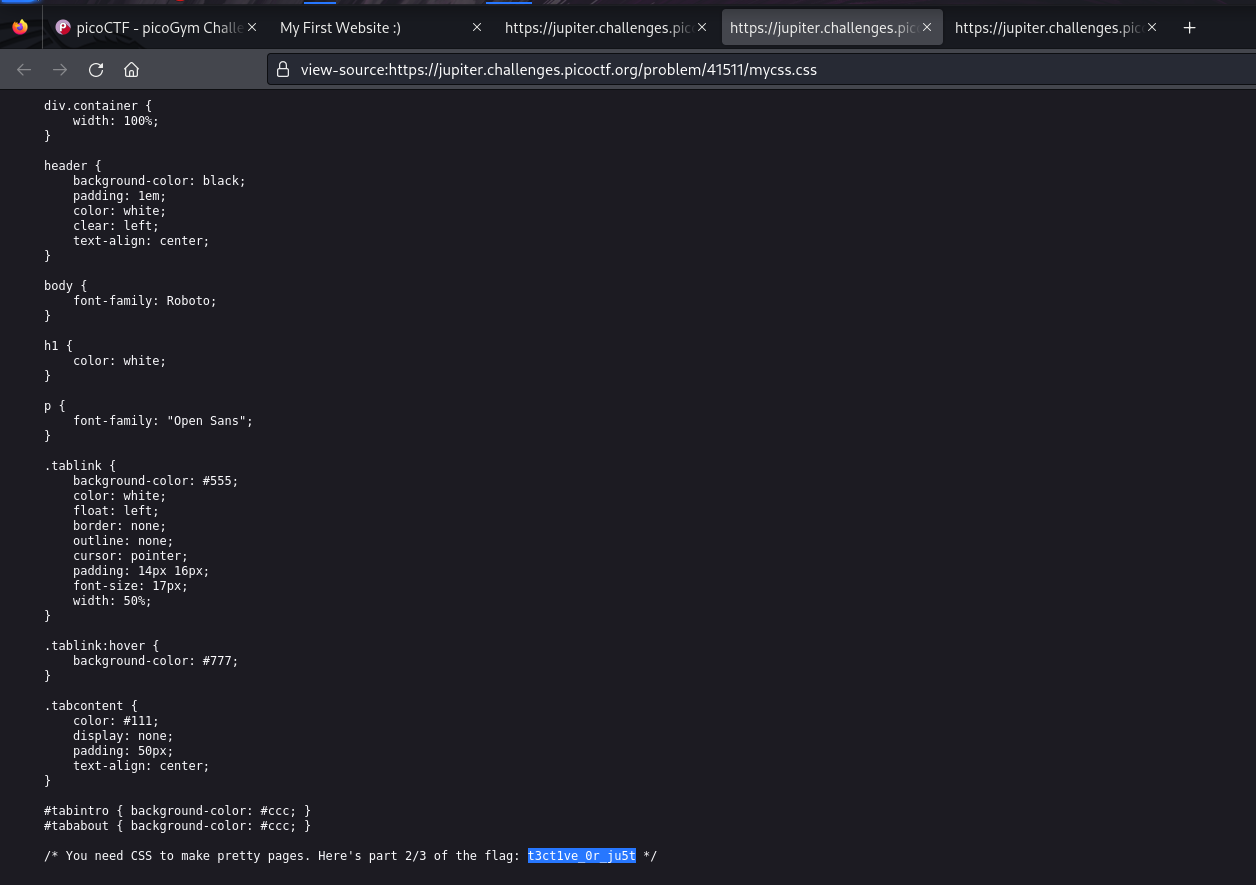 picoCTF - picoGym Challe
My First Website :)
https://jupiter.challenges.pic
https://jupiter.challenges.pic
https://jupiter.challenges.pic
view-source:https://jupiter.challenges.picoctf.org/problem/41511/mycss.css
div.container {
    width: 100%;
}
header {
    background-color: black;
    padding: 1em;
    color: white;
    clear: left;
    text-align: center;
}
body {
    font-family: Roboto;
}
h1 {
    color: white;
}
p {
    font-family: "Open Sans";
}
.tablink {
    background-color: #555;
    color: white;
    float: left;
    border: none;
    outline: none;
    cursor: pointer;
    padding: 14px 16px;
    font-size: 17px;
    width: 50%;
}
.tablink:hover {
    background-color: #777;
}
.tabcontent {
    color: #111;
    display: none;
    padding: 50px;
    text-align: center;
}
#tabintro { background-color: #ccc; }
#tababout { background-color: #ccc; }
/* You need CSS to make pretty pages. Here's part 2/3 of the flag: t3ct1ve_0r_ju5t */